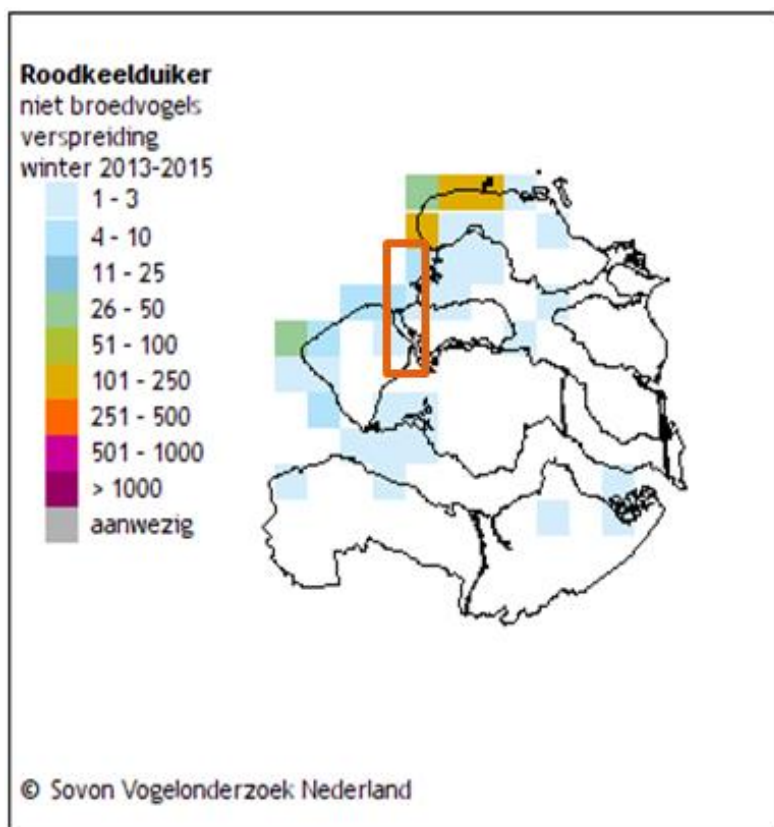 Roodkeelduiker
niet broedvogels
verspreiding
winter 2013-2015
1 - 3
4 - 10
11 - 25
26 - 50
51 - 100
101 - 250
251 - 500
501 - 1000
> 1000
aanwezig
© Sovon Vogelonderzoek Nederland